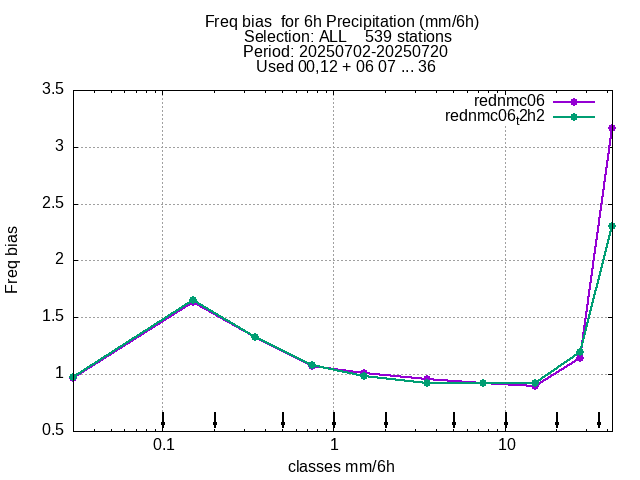 Freq bias  for 6h Precipitation (mm/6h)
Selection: ALL    539 stations
Period: 20250702-20250720
Used 00,12 + 06 07 ... 36
rednmc06
rednmc06_t2h2
3.5
3
2.5
2
1.5
1
0.5
Freq bias
0.1
1
10
classes mm/6h